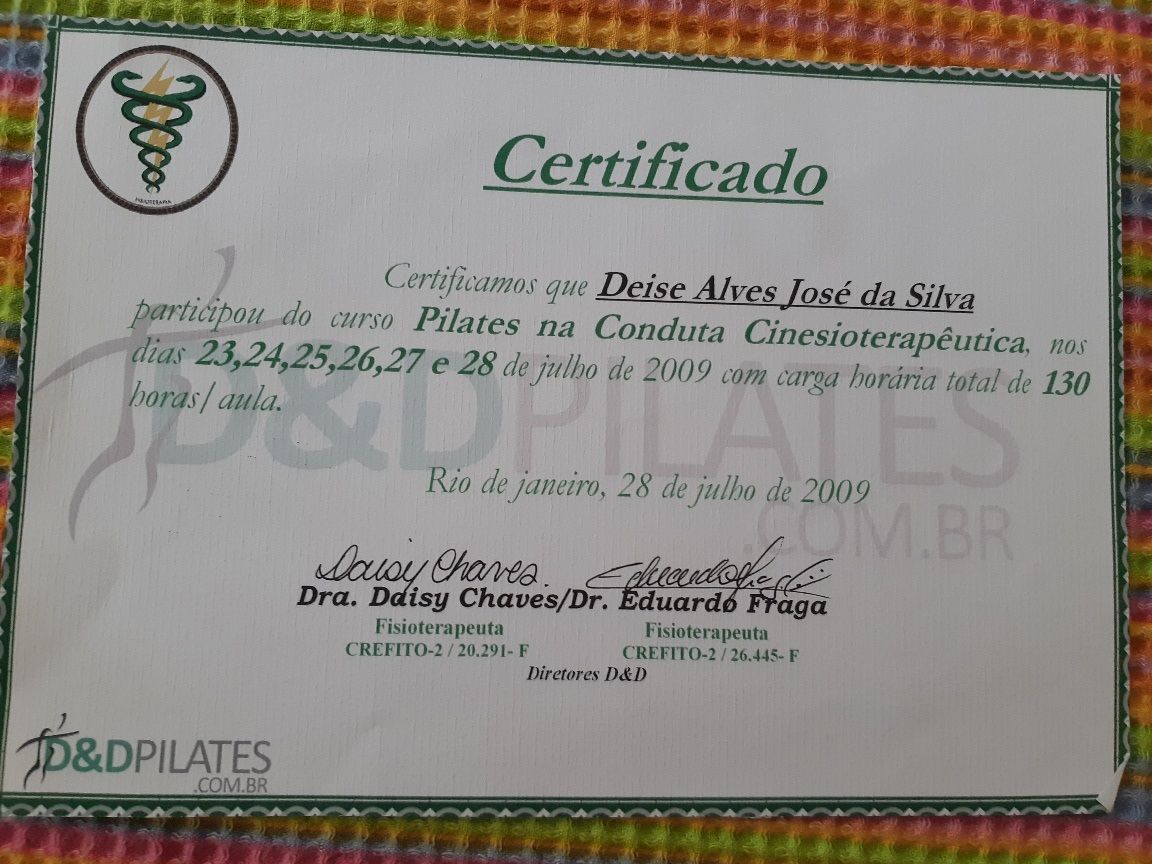 FISIOTERAPIA
Certificado
Certificamos que Deise Alves José da Silva
participou do curso Pilates na Conduta Cinesioterapêutica, nos
dias 23,24,25,26,27 e 28 de julho de 2009 com carga horária total de 130
horas/ aula.
D&DPILATES
.COM.BR
Rio de janeiro, 28 de julho de 2009
Daisy Chaves.
Dra. Daisy Chaves/Dr. Eduardo Fraga
Fisioterapeuta
Fisioterapeuta
CREFITO-2 / 20.291- F
CREFITO-2 / 26.445- F
Diretores D&D
D&DPILATES
.COM.BR